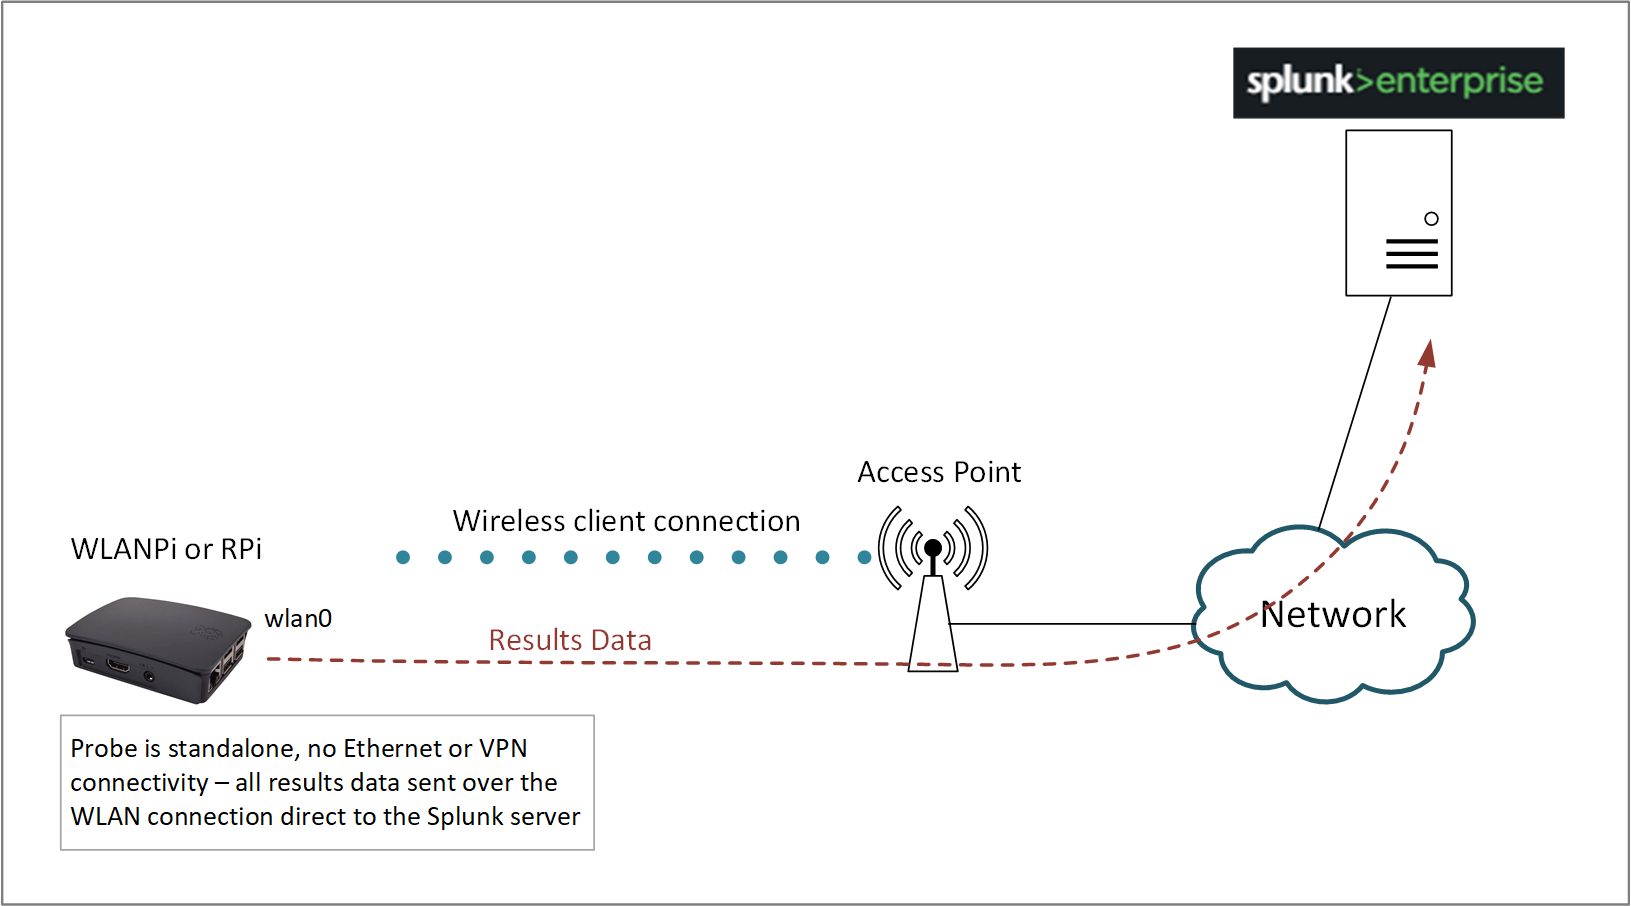 splunk>enterprise
Access Point
Wireless client connection
WLANPi or RPi
wlan0
Results Data
Network
Probe is standalone, no Ethernet or VPN
connectivity – all results data sent over the
WLAN connection direct to the Splunk server